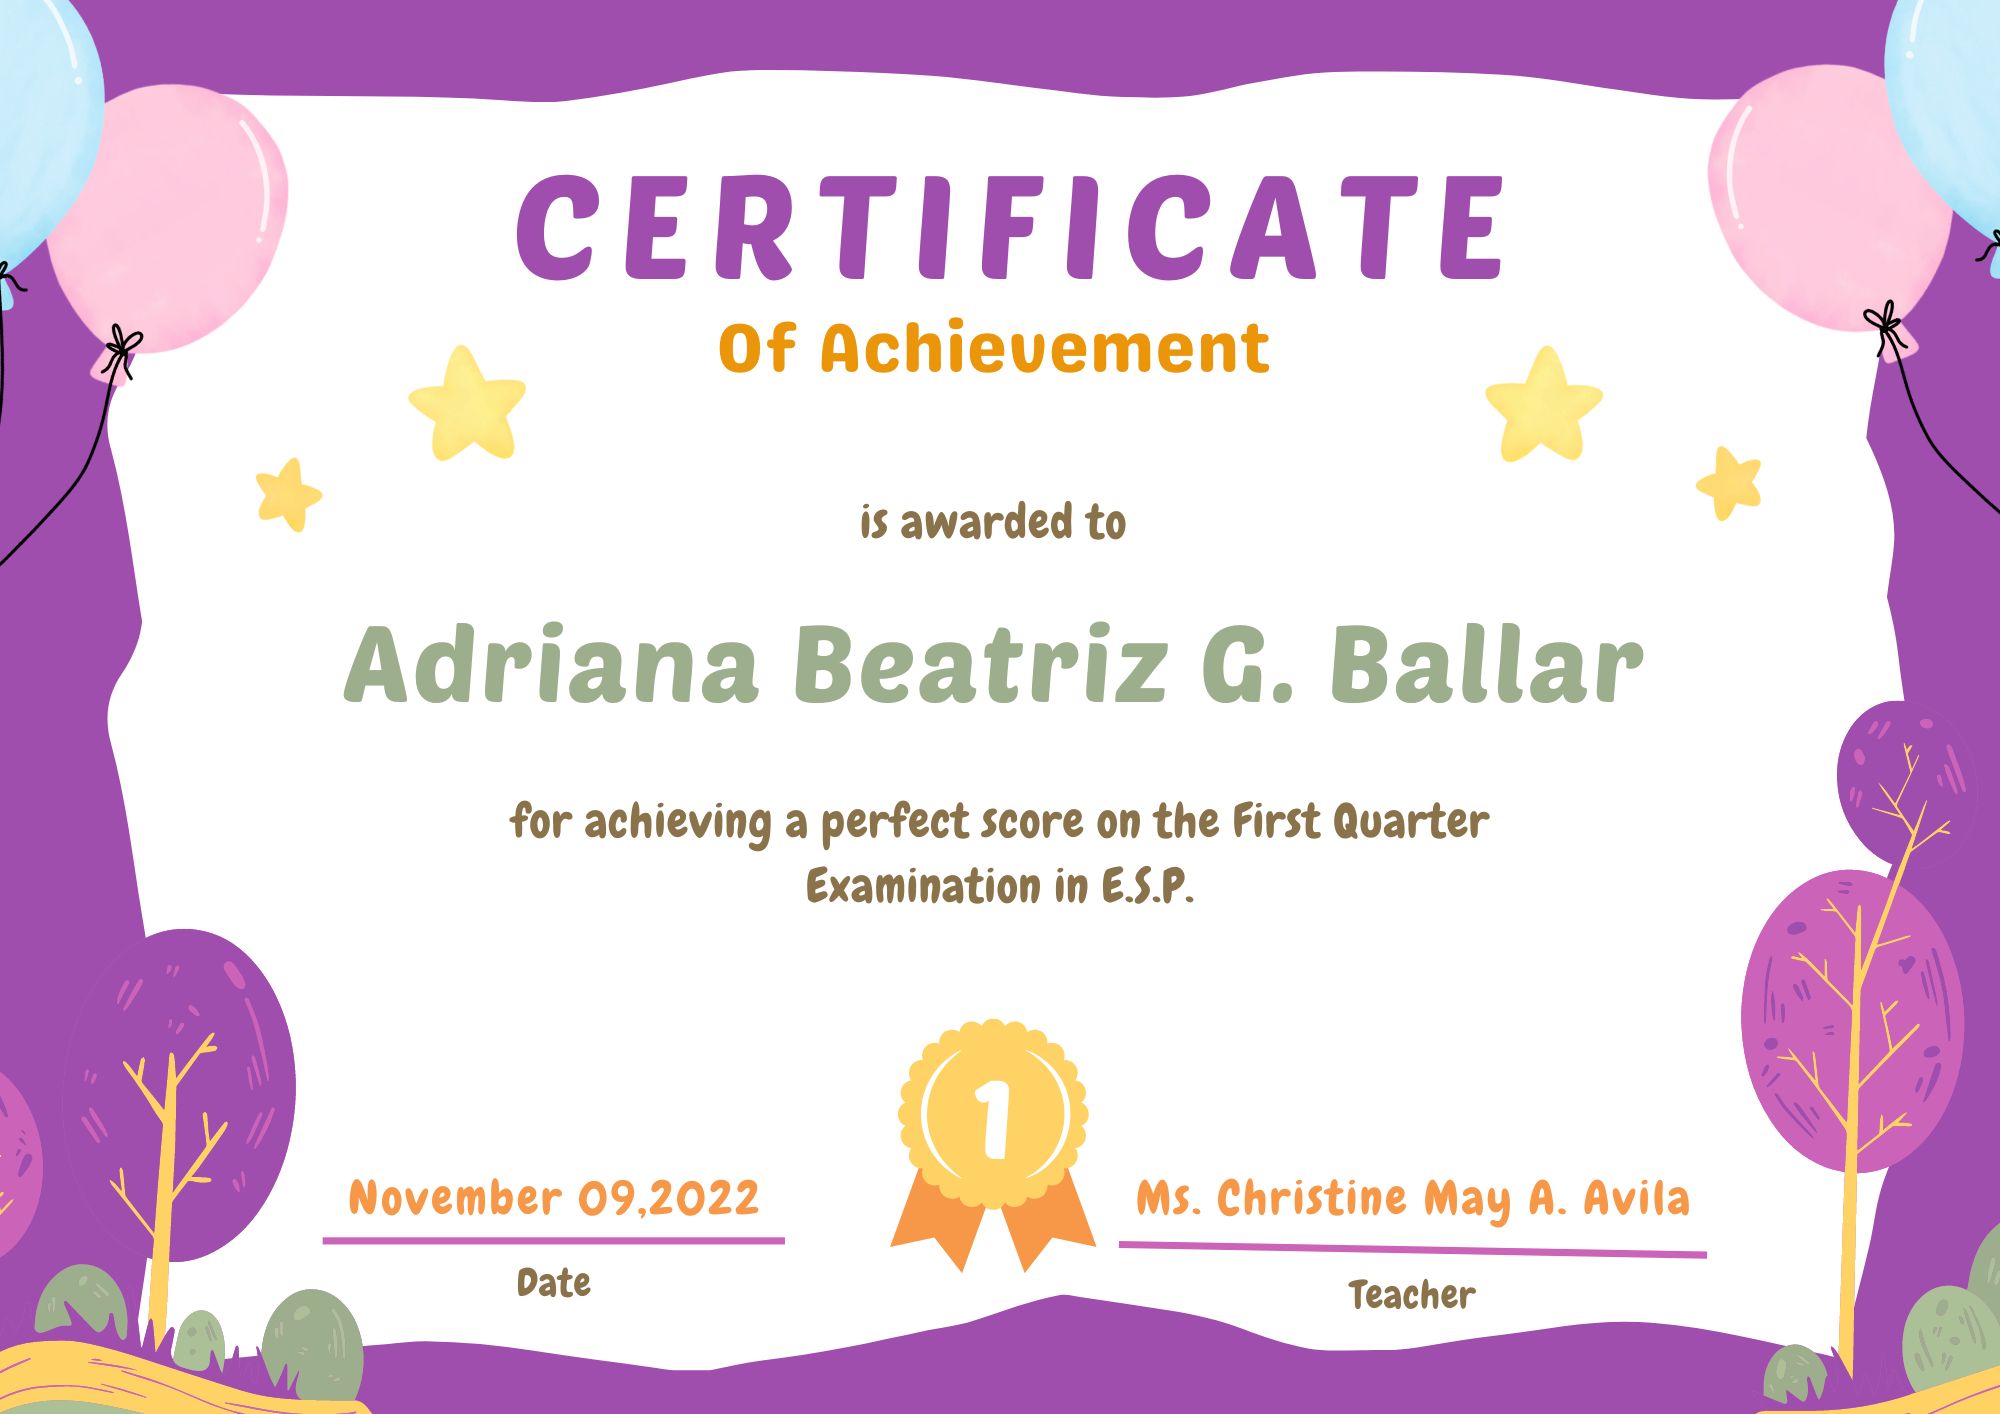 CERTIFICATE
Of Achievement
is awarded to
Adriana Beatriz G. Ballar
for achieving a perfect score on the First Quarter
Examination in E.S.P.
1
November 09,2022
Date
Ms. Christine May A. Avila
Teacher